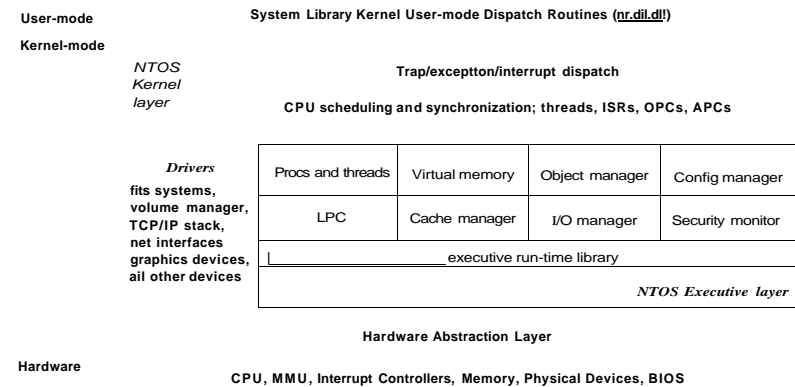 User-mode
System Library Kernel User-mode Dispatch Routines (nr.dil.dl!)
Kernel-mode
NTOS
Kernel
layer
Trap/exceptton/interrupt dispatch
CPU scheduling and synchronization; threads, ISRs, OPCs, APCs
Drivers
fits systems,
volume manager,
TCP/IP stack,
net interfaces
graphics devices,
ail other devices
Procs and threads Virtual memory Object manager Config manager
LPC Cache manager I/O manager Security monitor
executive run-time library
NTOS Executive layer
Hardware Abstraction Layer
Hardware
CPU, MMU, Interrupt Controllers, Memory, Physical Devices, BIOS